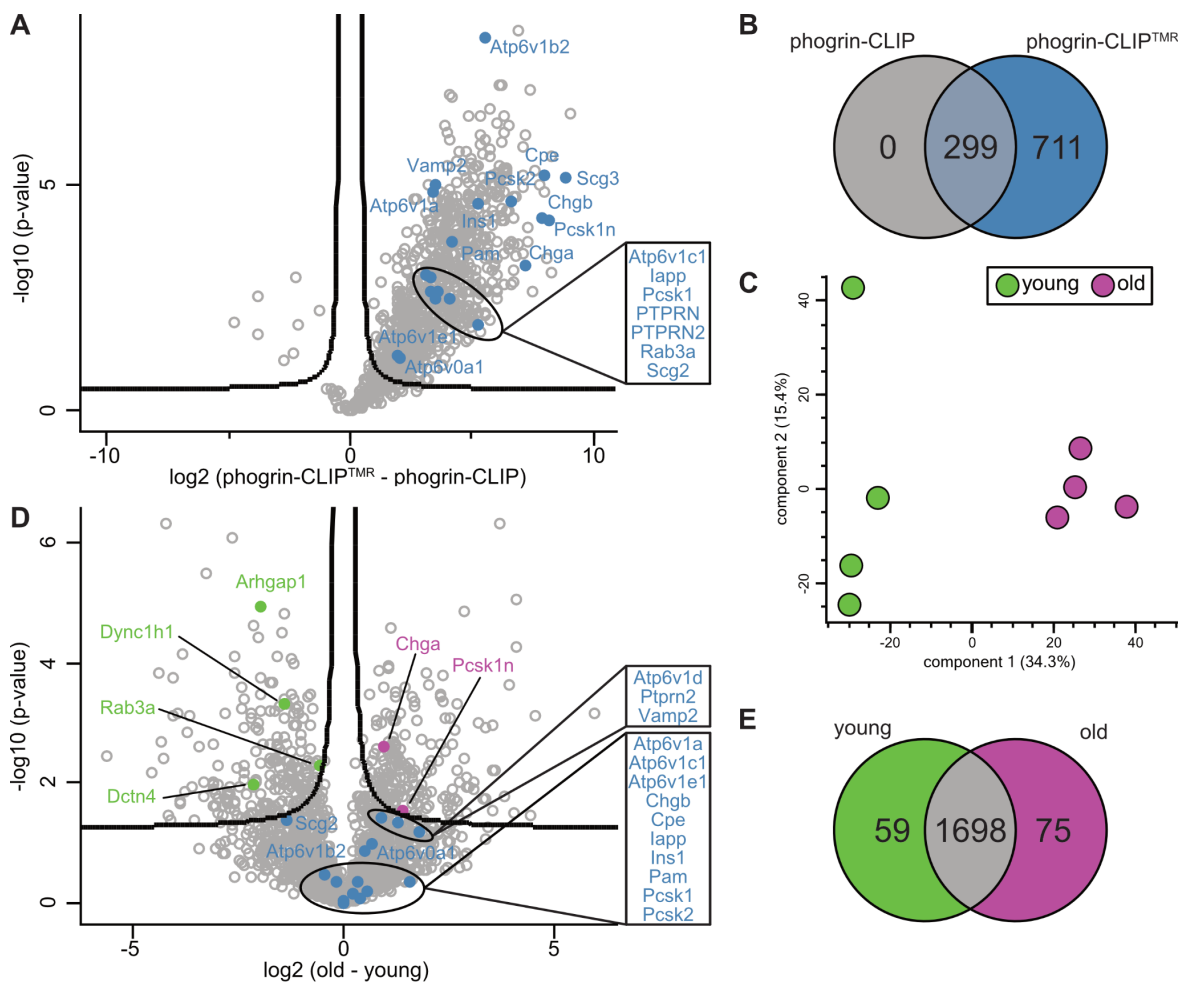 A
-log10 (p-value)
5
0
Atp6v1b2
Vamp2
Cpe
Pcsk2
Scg3
Atp6v1a
Ins1
Chgb
Pcsk1n
Pam
Chga
Atp6v1e1
Atp6v0a1
Atp6v1c1
Iapp
Pcsk1
PTPRN
PTPRN2
Rab3a
Scg2
-10 0 10
log2 (phogrin-CLIPTMR - phogrin-CLIP)
B
phogrin-CLIP phogrin-CLIPTMR
0 299 711
C
young old
component 2 (15.4%)
40
20
0
-20
-20 0 20 40
component 1 (34.3%)
D
-log10 (p-value)
6
4
2
0
Arhgap1
Dync1h1
Rab3a
Dctn4
Chga
Pcsk1n
Scg2
Atp6v1b2
Atp6v0a1
Atp6v1d
Ptprn2
Vamp2
Atp6v1a
Atp6v1c1
Atp6v1e1
Chgb
Cpe
Iapp
Ins1
Pam
Pcsk1
Pcsk2
-5 0 5
log2 (old - young)
E
young old
59 1698 75